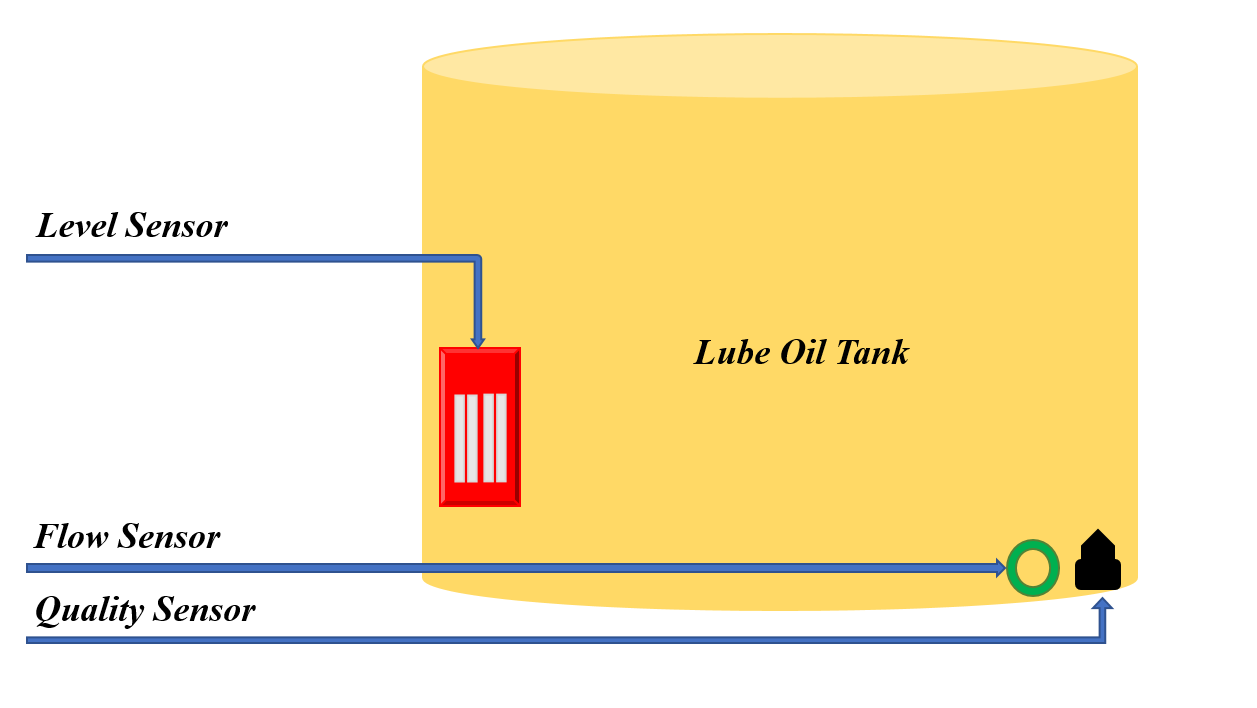 Level Sensor
Lube Oil Tank
Flow Sensor
Quality Sensor